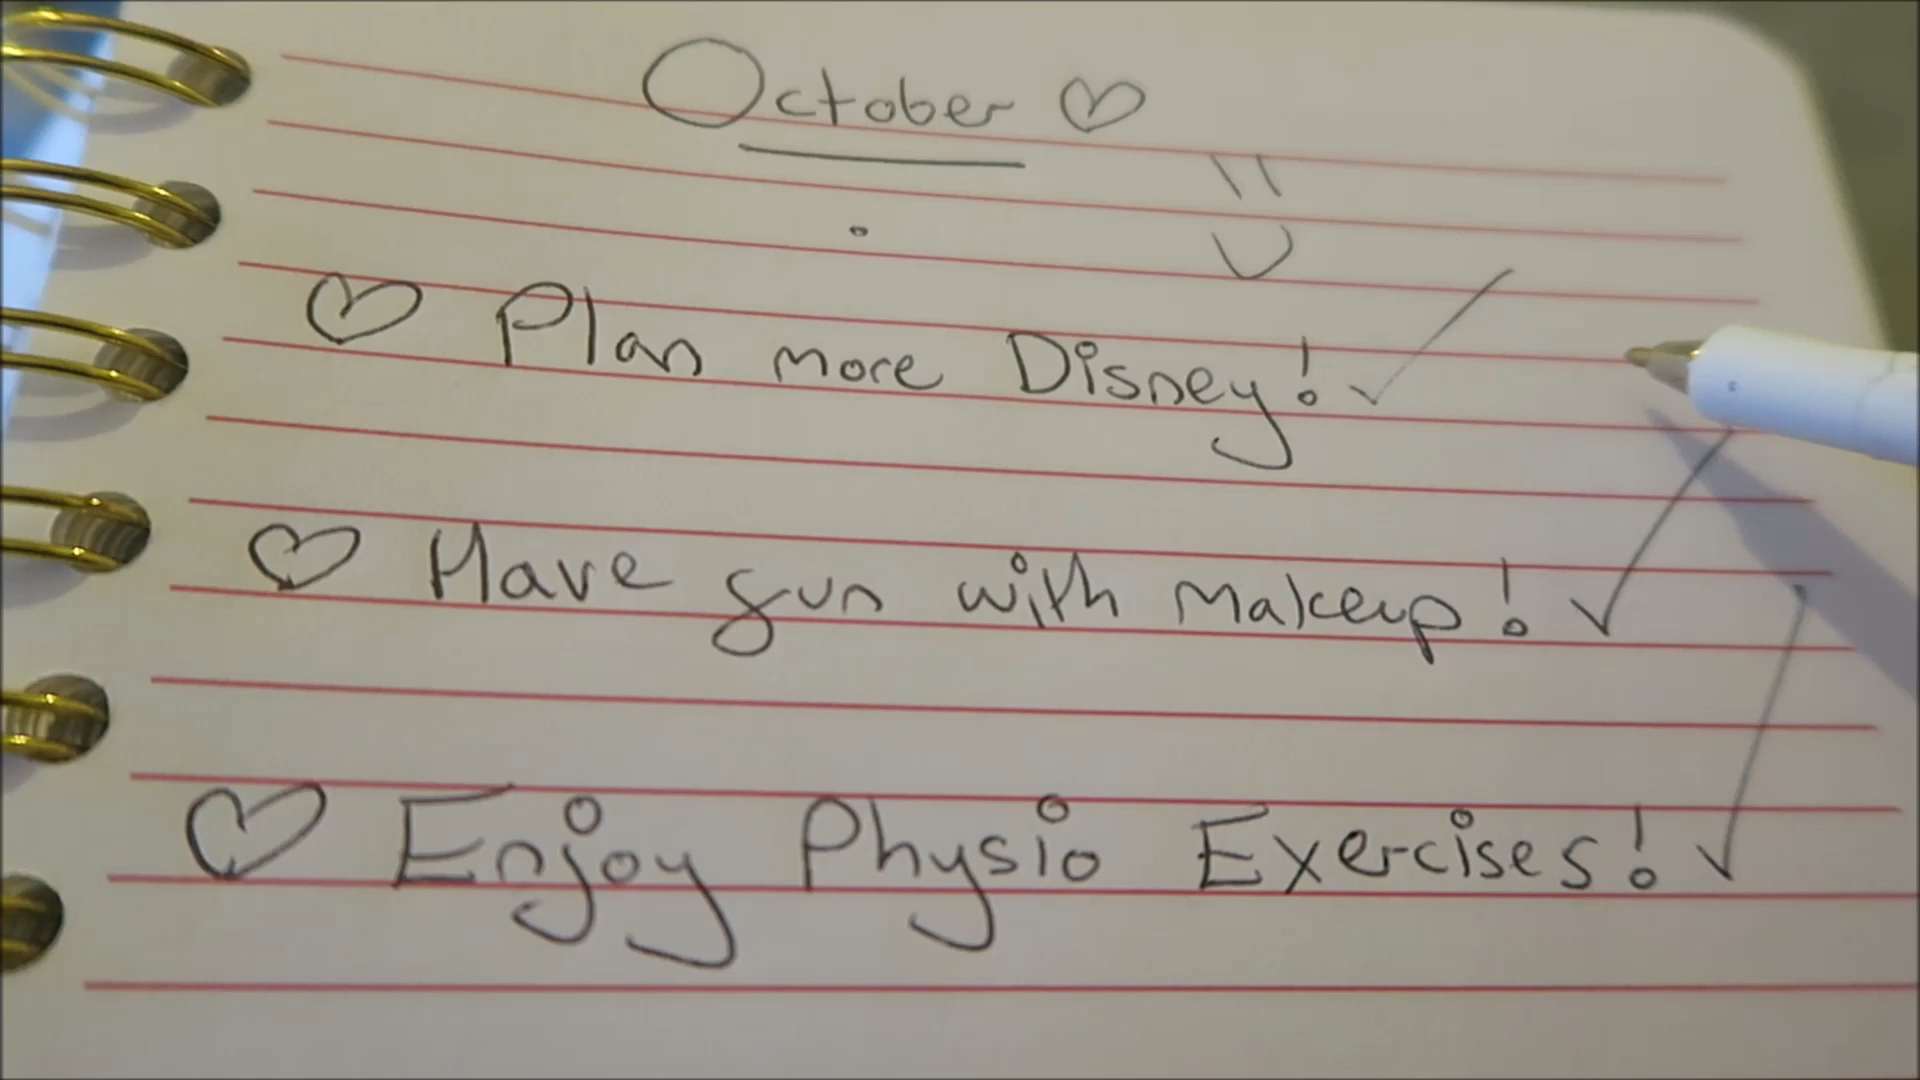 October ♡
♡ Plan more Disney! ✓
♡ Have fun with makeup! ✓
♡ Enjoy Physio Exercises! ✓